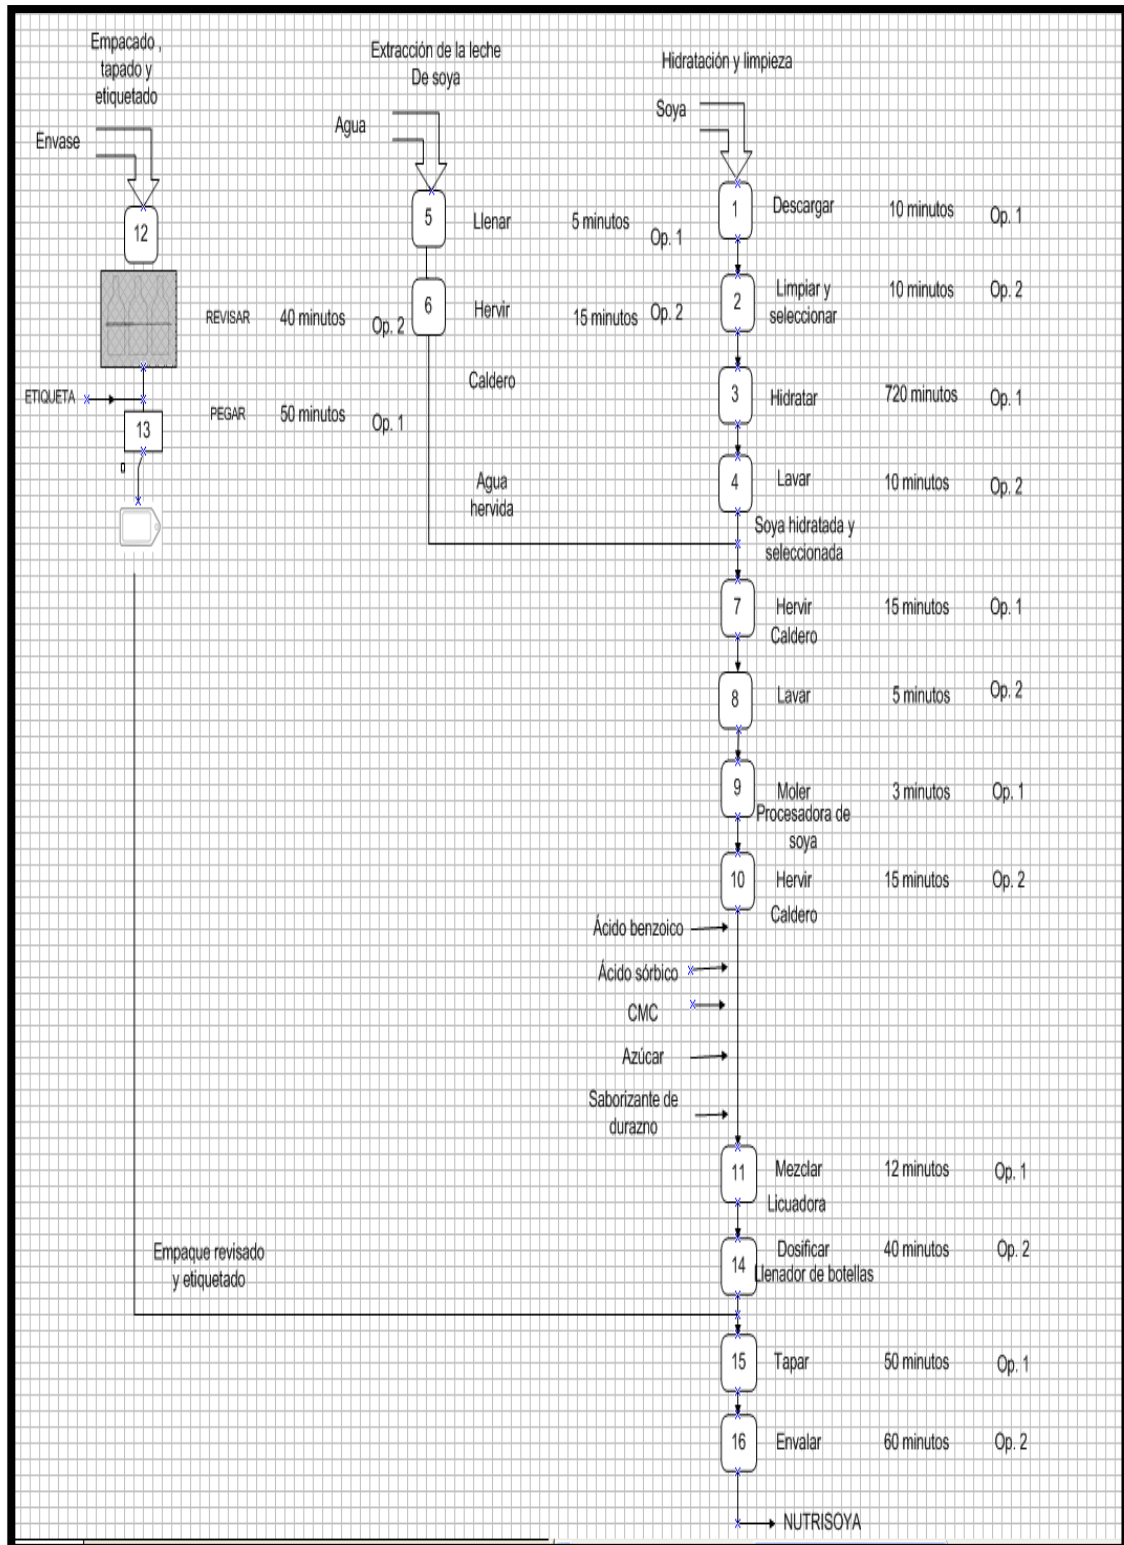 Empacado ,
tapado y
etiquetado
Envase
12
REVISAR 40 minutos Op. 2
ETIQUETA
13
PEGAR 50 minutos Op. 1
0
Extracción de la leche
De soya
Agua
5 Llenar 5 minutos Op. 1
6 Hervir 15 minutos Op. 2
Caldero
Agua
hervida
Hidratación y limpieza
Soya
1 Descargar 10 minutos Op. 1
2 Limpiar y 10 minutos Op. 2
seleccionar
3 Hidratar 720 minutos Op. 1
4 Lavar 10 minutos Op. 2
Soya hidratada y
seleccionada
7 Hervir 15 minutos Op. 1
Caldero
8 Lavar 5 minutos Op. 2
9 Moler 3 minutos Op. 1
Procesadora de
soya
10 Hervir 15 minutos Op. 2
Caldero
Ácido benzoico
Ácido sórbico
CMC
Azúcar
Saborizante de
durazno
11 Mezclar 12 minutos Op. 1
Licuadora
14 Dosificar 40 minutos Op. 2
Llenador de botellas
Empaque revisado
y etiquetado
15 Tapar 50 minutos Op. 1
16 Envalar 60 minutos Op. 2
NUTRISOYA